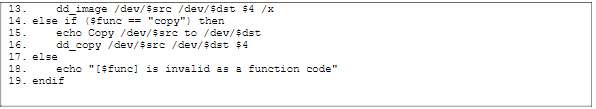 13.    dd_image /dev/$src /dev/$dst $4 /x
14. else if ($func == "copy") then
15.    echo Copy /dev/$src to /dev/$dst
16.    dd_copy /dev/$src /dev/$dst $4
17. else
18.    echo "[$func] is invalid as a function code"
19. endif